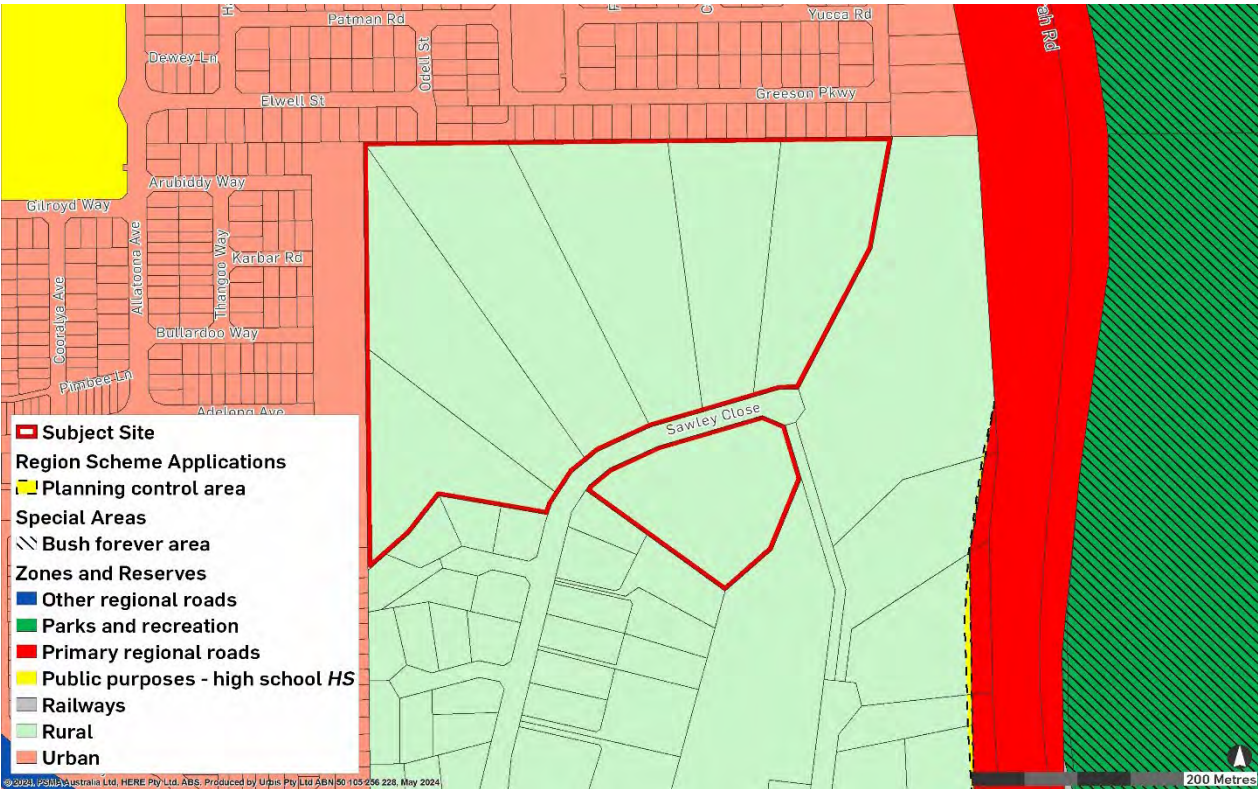 Patman Rd
Yucca Rd
Dewey Ln
Odell St
Elwell St
Greeson Pkwy
Arubiddy Way
Gilroyd Way
Allatoona Ave
Thangoo Way
Karbar Rd
Cooralya Ave
Bullardoo Way
Pimbee Ln
Adelong Ave
Sawley Close
rah Rd
Subject Site
Region Scheme Applications
Planning control area
Special Areas
Bush forever area
Zones and Reserves
Other regional roads
Parks and recreation
Primary regional roads
Public purposes - high school HS
Railways
Rural
Urban
© 2024. PSMA Australia Ltd, HERE Pty Ltd, ABS. Produced by Urbis Pty Ltd ABN 50 105 256 228, May 2024
200 Metres